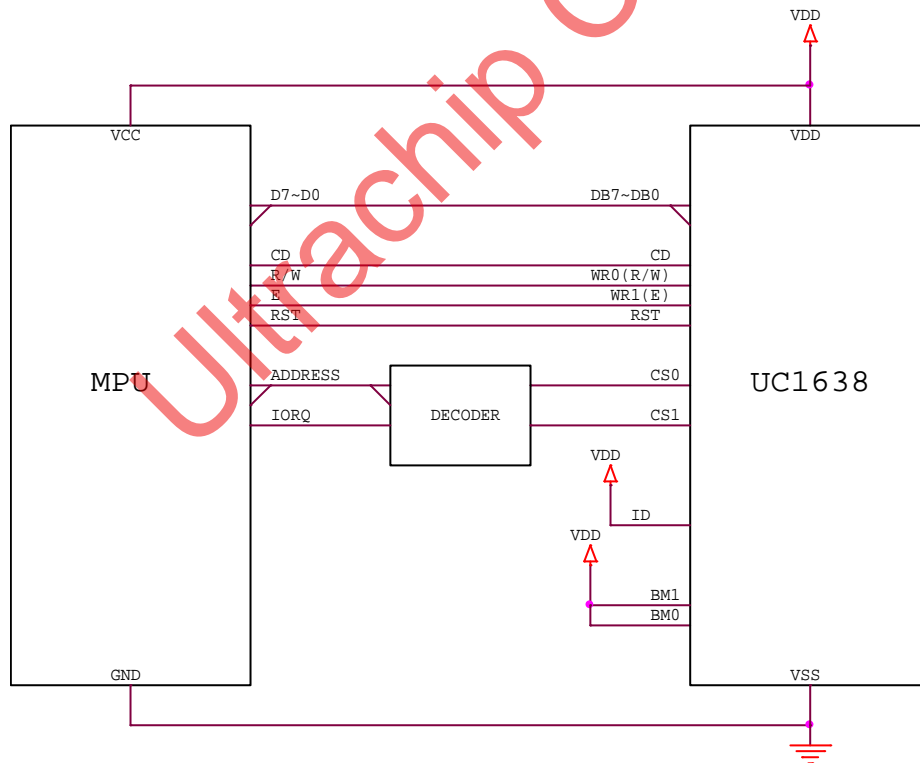 VDD
VCC
VDD
D7~D0
DB7~DB0
CD
CD
R/W
WR0(R/W)
E
WR1(E)
RST
RST
MPU
ADDRESS
CS0
UC1638
IORQ
DECODER
CS1
VDD
ID
VDD
BM1
BM0
GND
VSS
Ultrachip